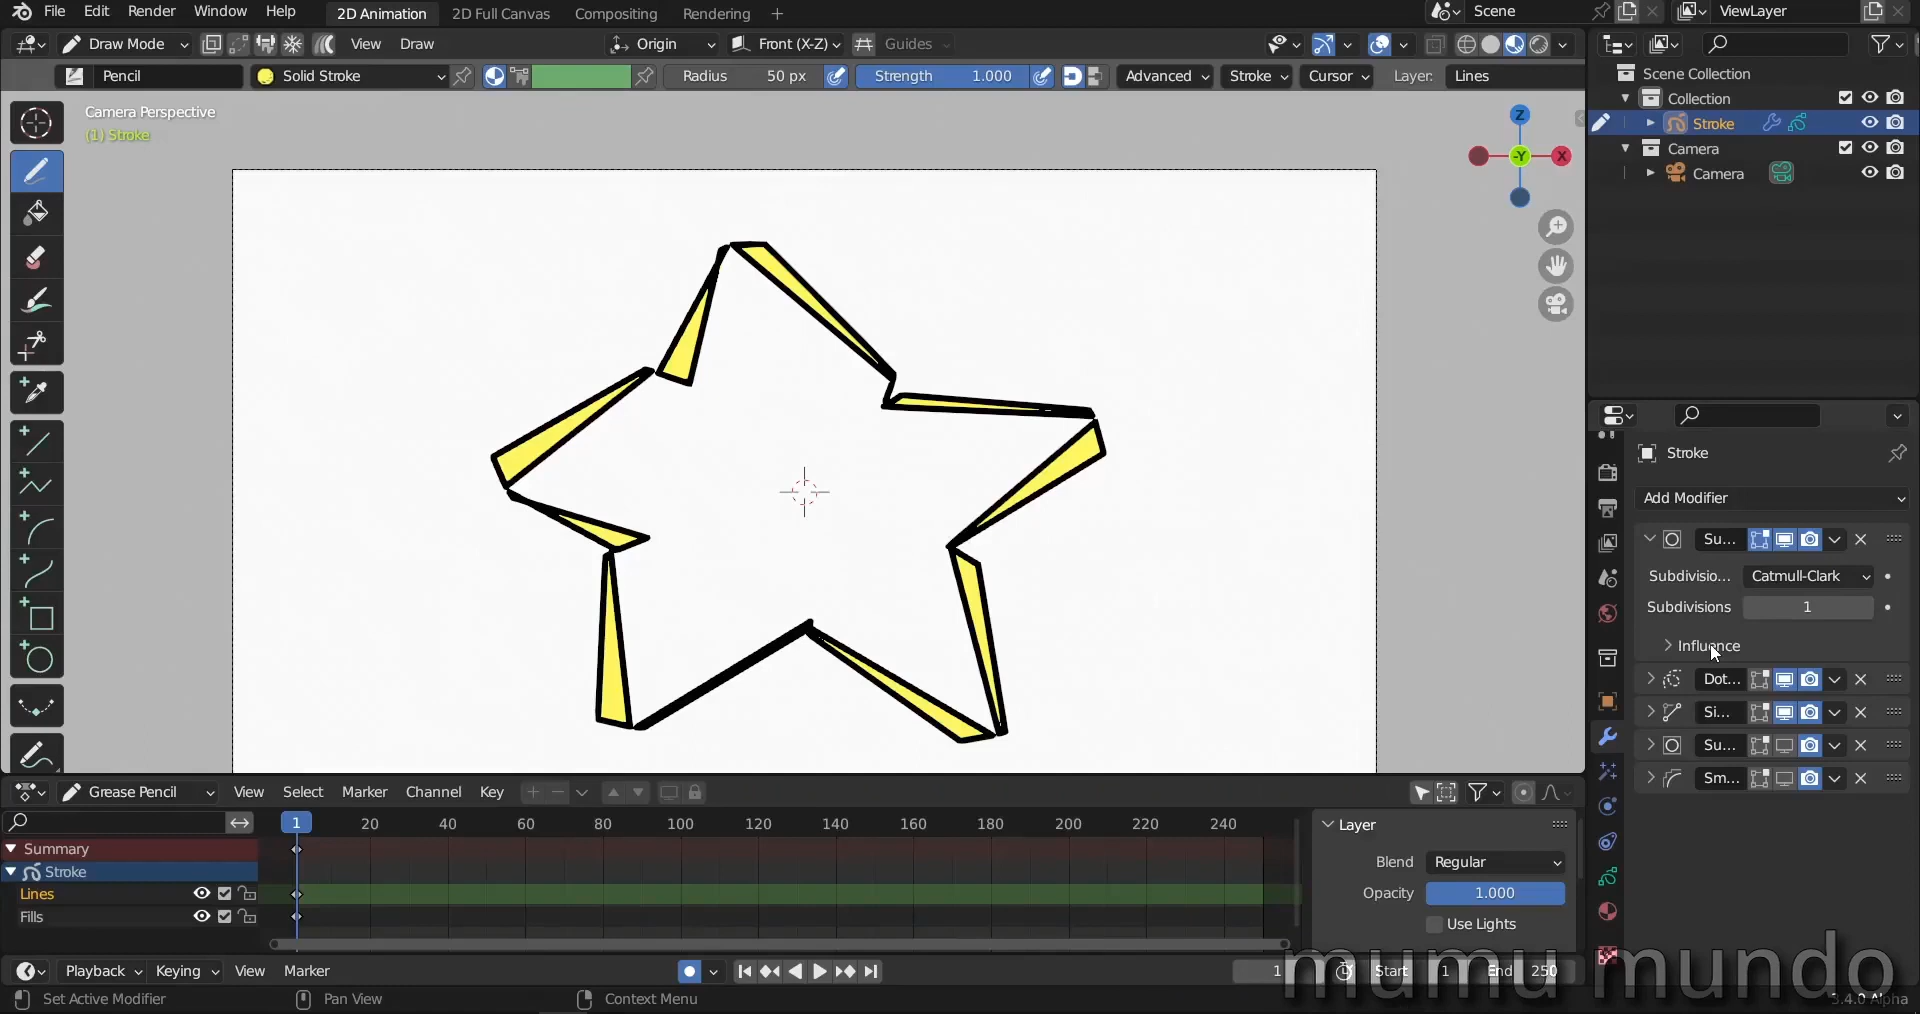 File Edit Render Window Help 2D Animation 2D Full Canvas Compositing Rendering + Scene ViewLayer
Draw Mode View Draw Origin Front (X-Z) Guides
Pencil Solid Stroke Radius 50 px Strength 1.000 Advanced Stroke Cursor Layer: Lines
Scene Collection
Collection
Stroke
Camera
Camera
Camera Perspective
(1) Stroke
Z
-Y
X
Stroke
Add Modifier
Su...
Subdivisio... Catmull-Clark
Subdivisions 1
Influence
Dot...
Si...
Su...
Sm...
Grease Pencil View Select Marker Channel Key
1 20 40 60 80 100 120 140 160 180 200 220 240
Summary
Stroke
Lines
Fills
Layer
Blend Regular
Opacity 1.000
Use Lights
Playback Keying View Marker 1 Start 1 End 250
Set Active Modifier Pan View Context Menu
3.4.0 Alpha
mumu mundo